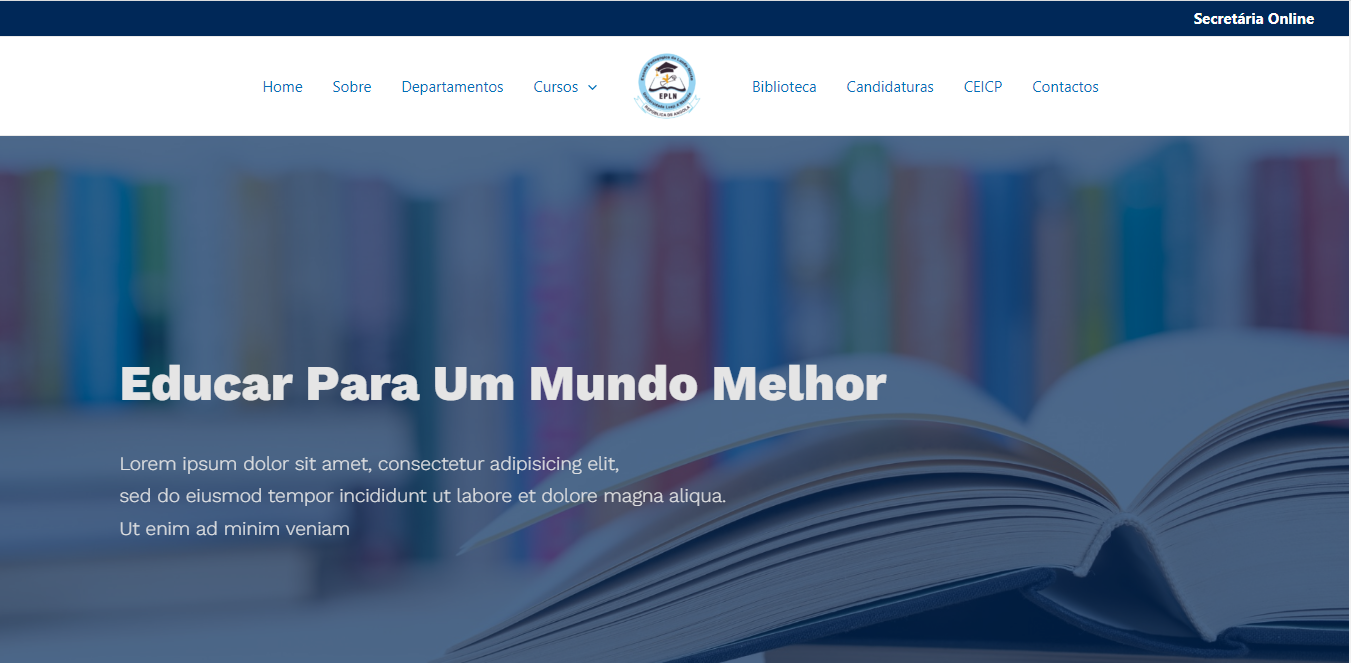 Secretária Online
Home Sobre Departamentos Cursos Biblioteca Candidaturas CEICP Contactos
EPLN
REPÚBLICA DE ANGOLA
Educar Para Um Mundo Melhor
Lorem ipsum dolor sit amet, consectetur adipisicing elit,
sed do eiusmod tempor incididunt ut labore et dolore magna aliqua.
Ut enim ad minim veniam